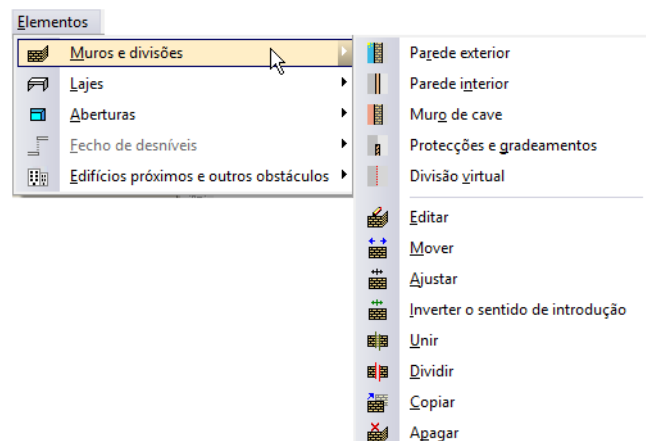 Elementos
Muros e divisões
Lajes
Aberturas
Fecho de desníveis
Edifícios próximos e outros obstáculos
Parede exterior
Parede interior
Muro de cave
Protecções e gradeamentos
Divisão virtual
Editar
Mover
Ajustar
Inverter o sentido de introdução
Unir
Dividir
Copiar
Apagar